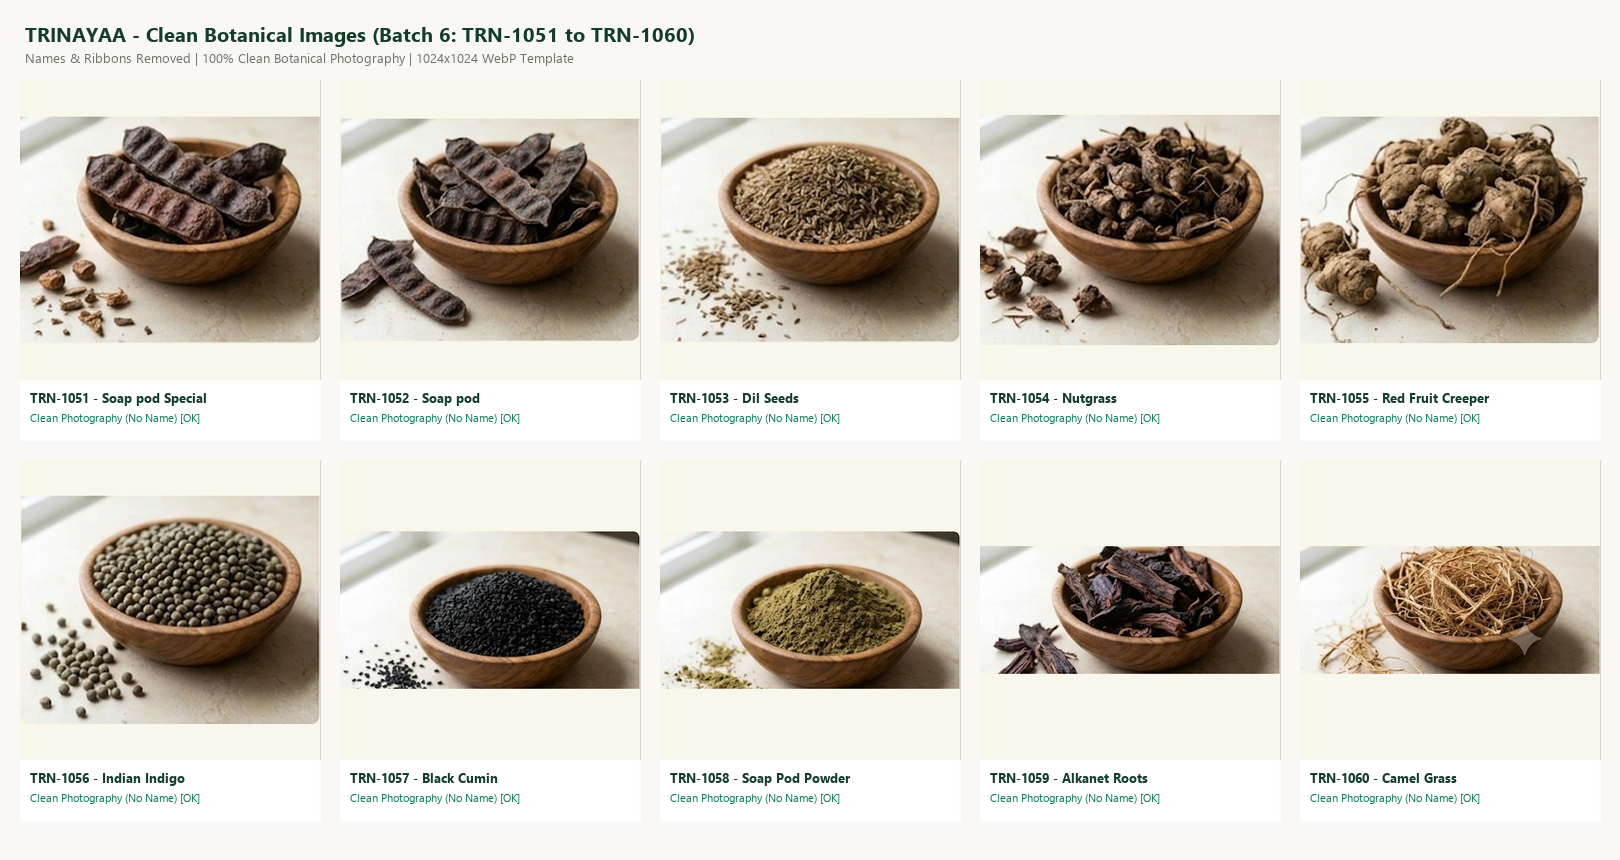 TRINAYAA - Clean Botanical Images (Batch 6: TRN-1051 to TRN-1060)
Names & Ribbons Removed | 100% Clean Botanical Photography | 1024x1024 WebP Template
TRN-1051 - Soap pod Special
Clean Photography (No Name) [OK]
TRN-1052 - Soap pod
Clean Photography (No Name) [OK]
TRN-1053 - Dil Seeds
Clean Photography (No Name) [OK]
TRN-1054 - Nutgrass
Clean Photography (No Name) [OK]
TRN-1055 - Red Fruit Creeper
Clean Photography (No Name) [OK]
TRN-1056 - Indian Indigo
Clean Photography (No Name) [OK]
TRN-1057 - Black Cumin
Clean Photography (No Name) [OK]
TRN-1058 - Soap Pod Powder
Clean Photography (No Name) [OK]
TRN-1059 - Alkanet Roots
Clean Photography (No Name) [OK]
TRN-1060 - Camel Grass
Clean Photography (No Name) [OK]